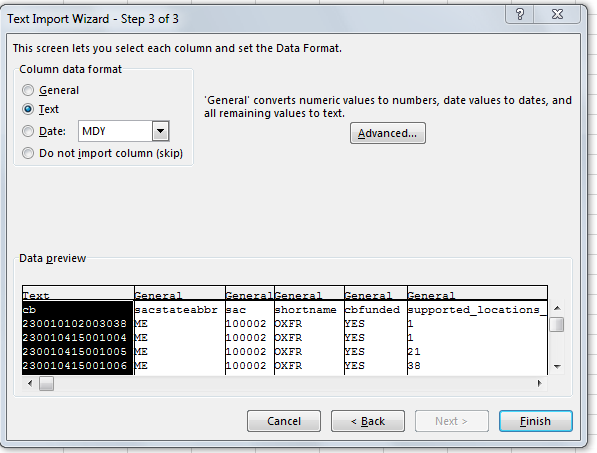 Text Import Wizard - Step 3 of 3
This screen lets you select each column and set the Data Format.
Column data format
General
Text
Date: MDY
Do not import column (skip)
'General' converts numeric values to numbers, date values to dates, and
all remaining values to text.
Advanced...
Data preview
Text General General General General General
cb sacstateabbr sac shortname cbfunded supported_locations_
230010102003038 ME 100002 OXFR YES 1
230010415001004 ME 100002 OXFR YES 1
230010415001005 ME 100002 OXFR YES 21
230010415001006 ME 100002 OXFR YES 38
Cancel < Back Next > Finish